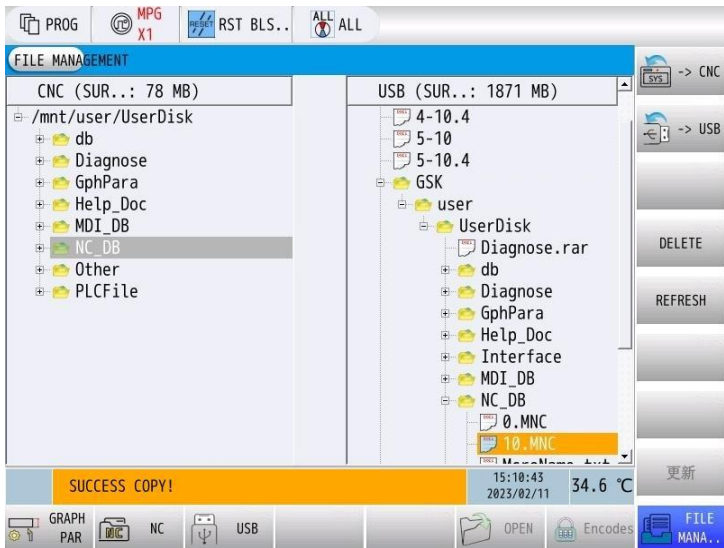 PROG
MPG
X1
RESET
RST BLS..
ALL
ALL
FILE MANAGEMENT
CNC (SUR..: 78 MB)
/mnt/user/UserDisk
db
Diagnose
GphPara
Help_Doc
MDI_DB
NC_DB
Other
PLCFile
USB (SUR..: 1871 MB)
4-10.4
5-10
5-10.4
GSK
user
UserDisk
Diagnose.rar
db
Diagnose
GphPara
Help_Doc
Interface
MDI_DB
NC_DB
0.MNC
10.MNC
SYS
-> CNC
-> USB
DELETE
REFRESH
更新
SUCCESS COPY!
15:10:43
2023/02/11
34.6 ℃
GRAPH
PAR
NC
NC
USB
OPEN
Encodes
FILE
MANA..